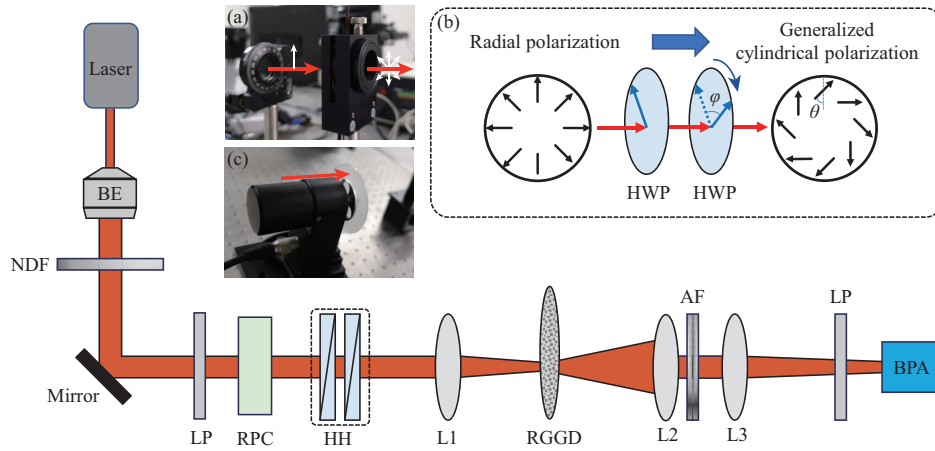 (a)
(b)
Laser
Radial polarization
Generalized
cylindrical polarization
φ
θ
HWP
HWP
(c)
BE
NDF
AF
LP
BPA
Mirror
LP
RPC
HH
L1
RGGD
L2
L3